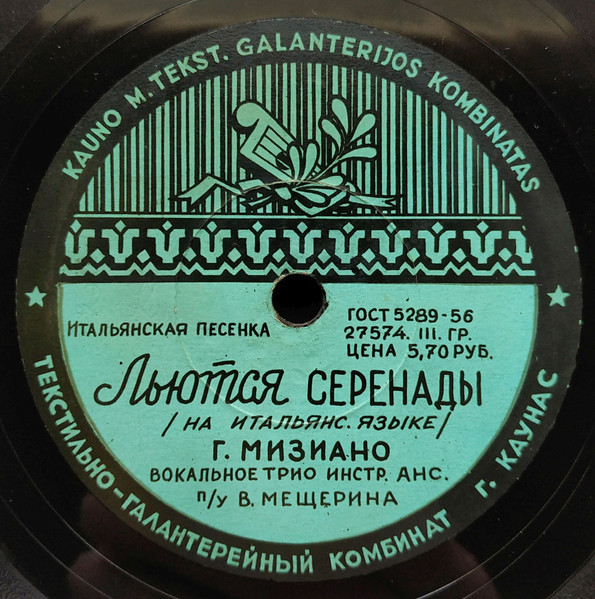 KAUNO M. TEKST. GALANTERIJOS KOMBINATAS
ИТАЛЬЯНСКАЯ ПЕСЕНКА
ГОСТ 5289-56
27574. III. ГР.
ЦЕНА 5,70 РУБ.
Льются СЕРЕНАДЫ
/НА ИТАЛЬЯНС. ЯЗЫКЕ/
Г. МИЗИАНО
ВОКАЛЬНОЕ ТРИО ИНСТР. АНС.
П/У В. МЕЩЕРИНА
ТЕКСТИЛЬНО-ГАЛАНТЕРЕЙНЫЙ КОМБИНАТ Г. КАУНАС